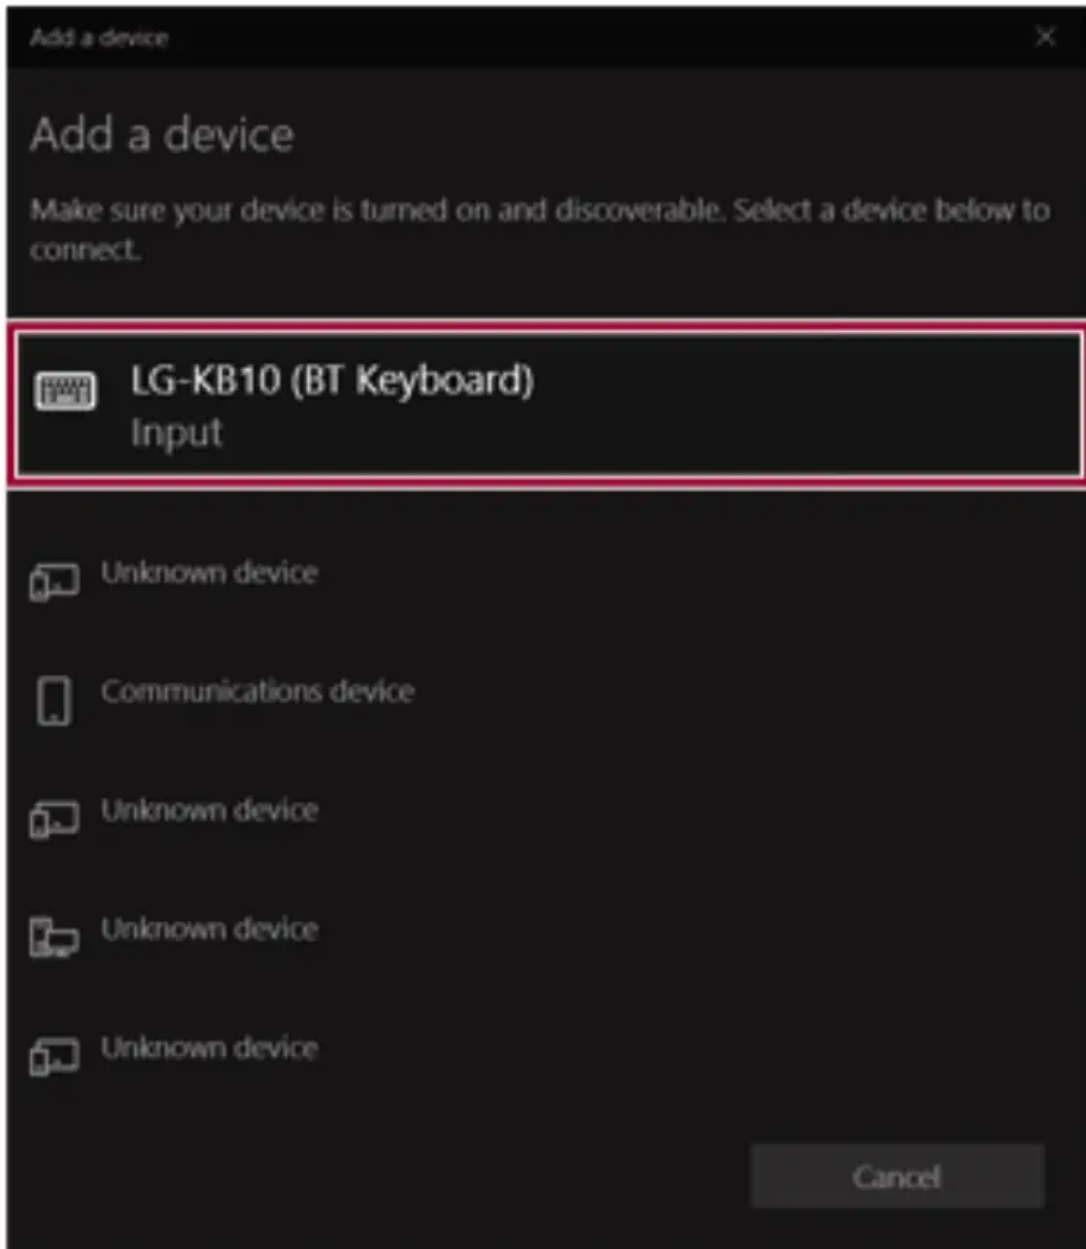 Add a device
Add a device
Make sure your device is turned on and discoverable. Select a device below to
connect.
LG-KB10 (BT Keyboard)
Input
Unknown device
Communications device
Unknown device
Unknown device
Unknown device
Cancel